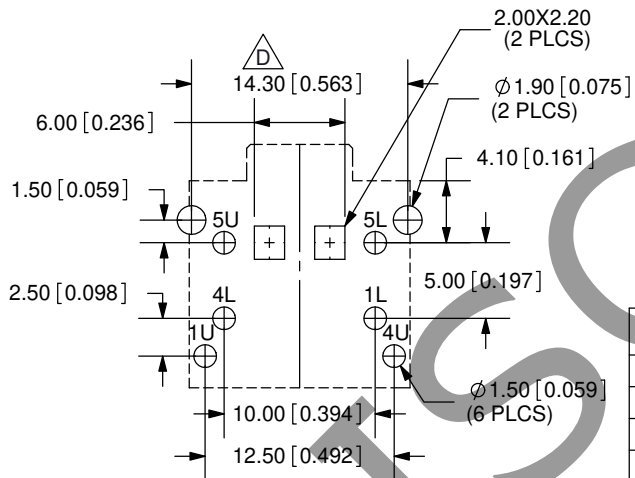 2.00X2.20
(2 PLCS)
D
14.30 [0.563]
Ø1.90 [0.075]
(2 PLCS)
6.00 [0.236]
4.10 [0.161]
1.50 [0.059]
5U
5L
5.00 [0.197]
2.50 [0.098]
4L
1L
1U
4U
Ø1.50 [0.059]
(6 PLCS)
10.00 [0.394]
12.50 [0.492]